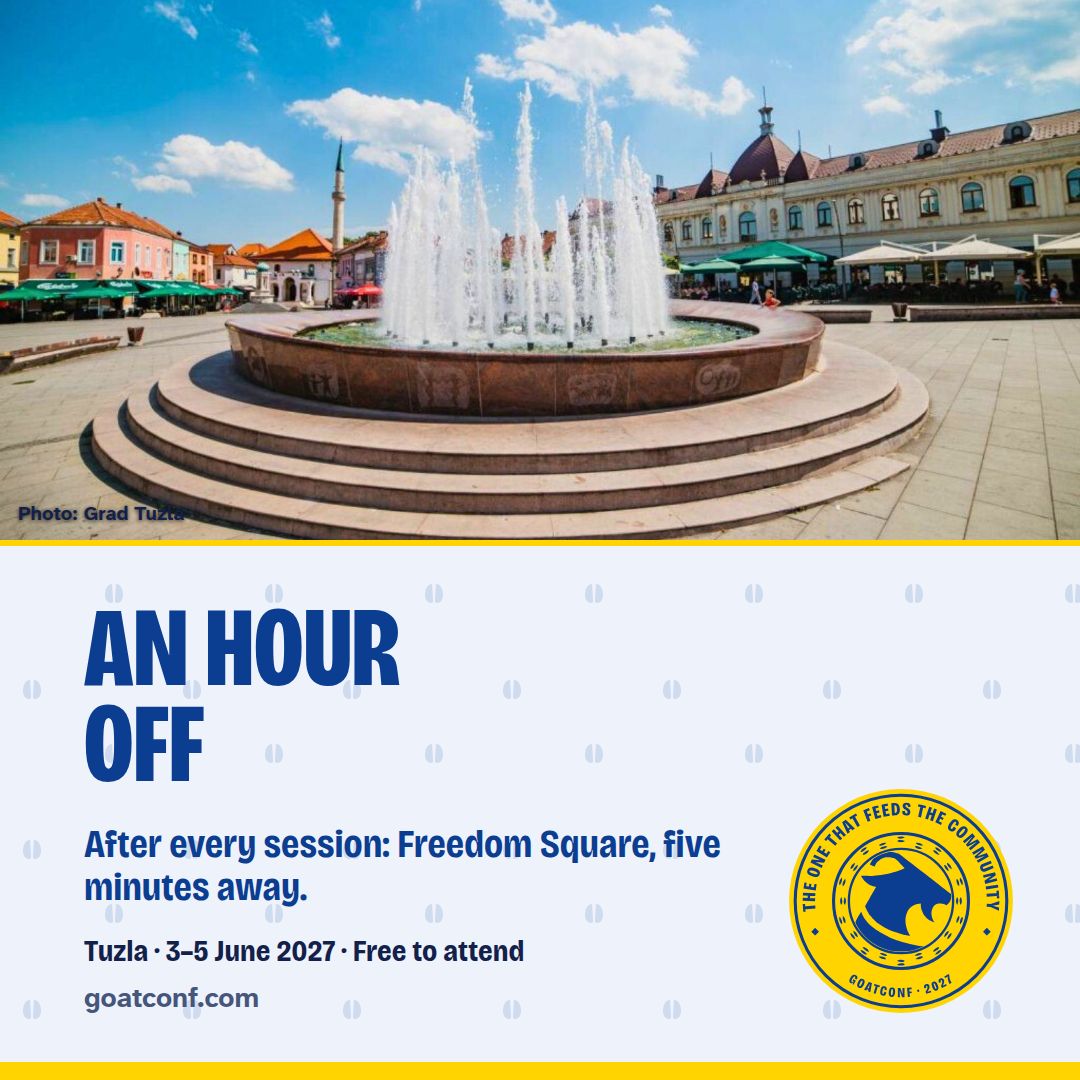 Photo: Grad Tuzla
AN HOUR
OFF
After every session: Freedom Square, five
minutes away.
Tuzla · 3–5 June 2027 · Free to attend
goatconf.com
THE ONE THAT FEEDS THE COMMUNITY
GOATCONF · 2027